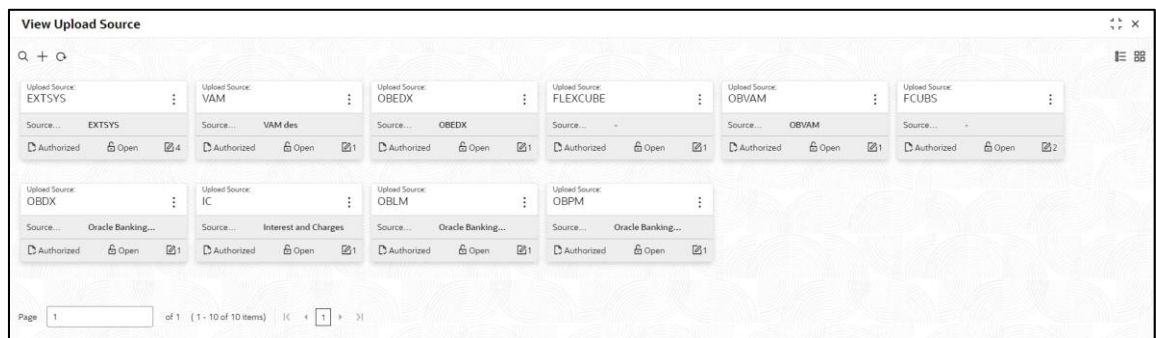 View Upload Source
Upload Source: Upload Source: Upload Source: Upload Source: Upload Source: Upload Source:
EXTSYS VAM OBEDX FLEXCUBE OBVAM FCUBS
Source... EXTSYS Source... VAM des Source... OBEDX Source... - Source... OBVAM Source... -
Authorized Open 4 Authorized Open 1 Authorized Open 1 Authorized Open 1 Authorized Open 1 Authorized Open 2
Upload Source: Upload Source: Upload Source: Upload Source:
OBDX IC OBLM OBPM
Source... Oracle Banking... Source... Interest and Charges Source... Oracle Banking... Source... Oracle Banking...
Authorized Open 1 Authorized Open 1 Authorized Open 1 Authorized Open 1
Page 1 of 1 (1 - 10 of 10 items) 1